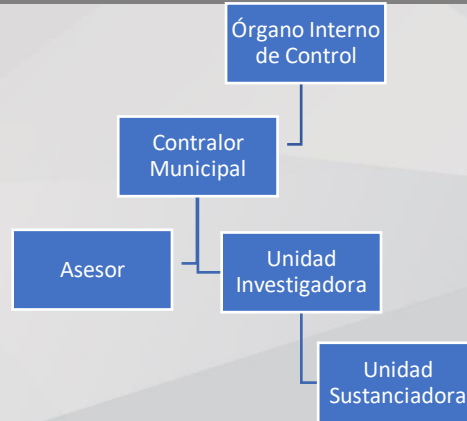 Órgano Interno
de Control
Contralor
Municipal
Asesor
Unidad
Investigadora
Unidad
Sustanciadora